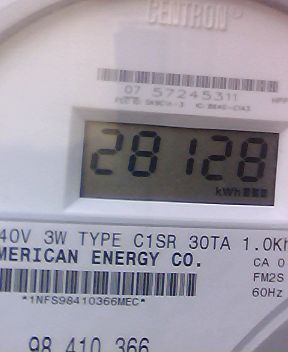 CENTRON®
07 57245311
28128
kWh
40V 3W TYPE C1SR 30TA 1.0Kh
MERICAN ENERGY CO.
CA 0
FM2S
60Hz
*1NFS98410366MEC*
98 410 366